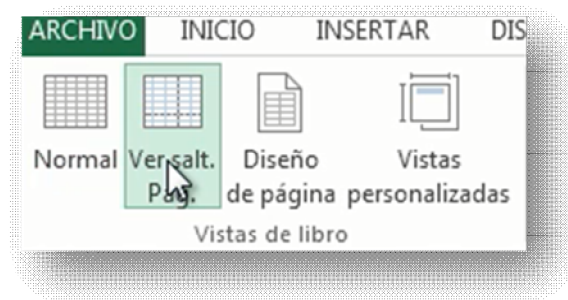 ARCHIVO INICIO INSERTAR DIS
Normal Ver salt. Diseño Vistas
Pág. de página personalizadas
Vistas de libro